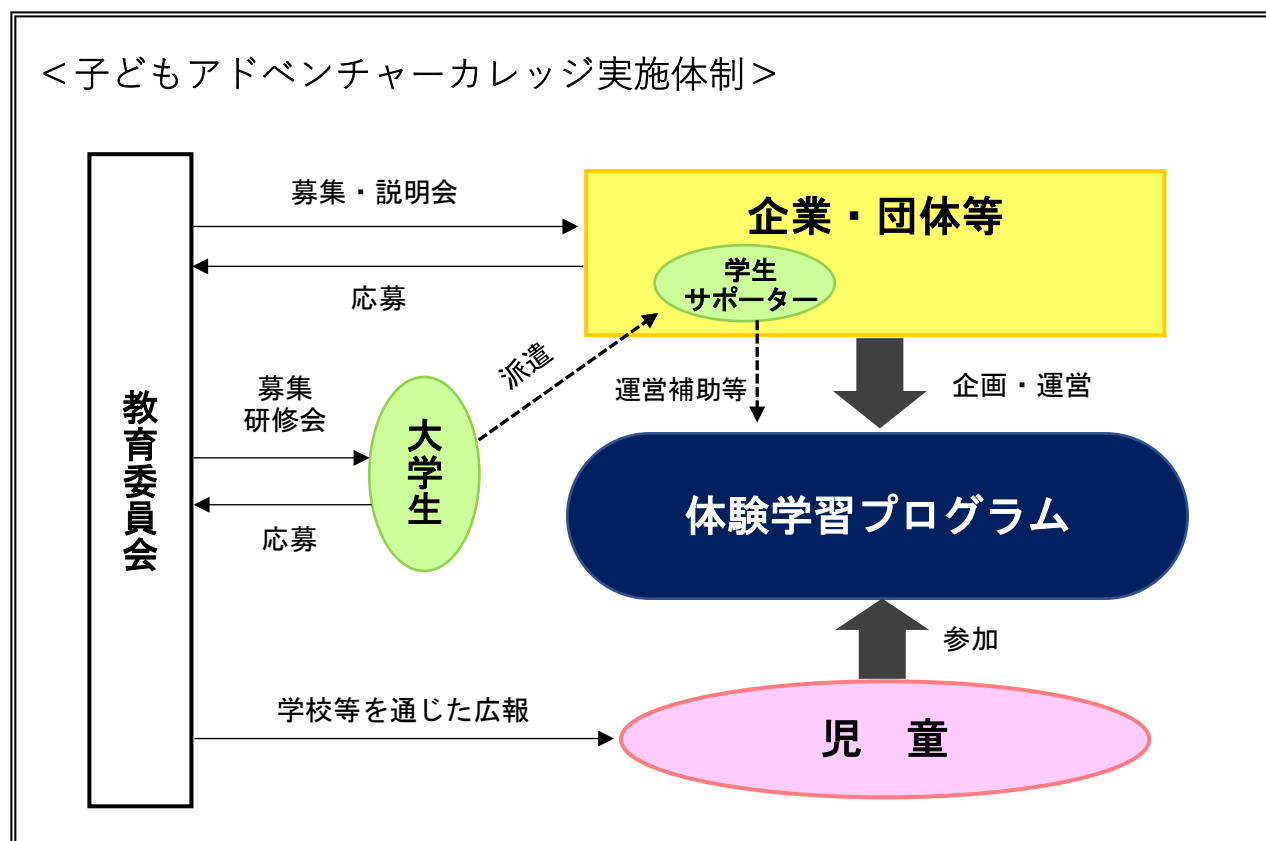 ＜子どもアドベンチャーカレッジ実施体制＞
募集・説明会
企業・団体等
学生
サポーター
応募
派遣
運営補助等
企画・運営
教育委員会
募集
研修会
大学生
応募
体験学習プログラム
参加
学校等を通じた広報
児　童